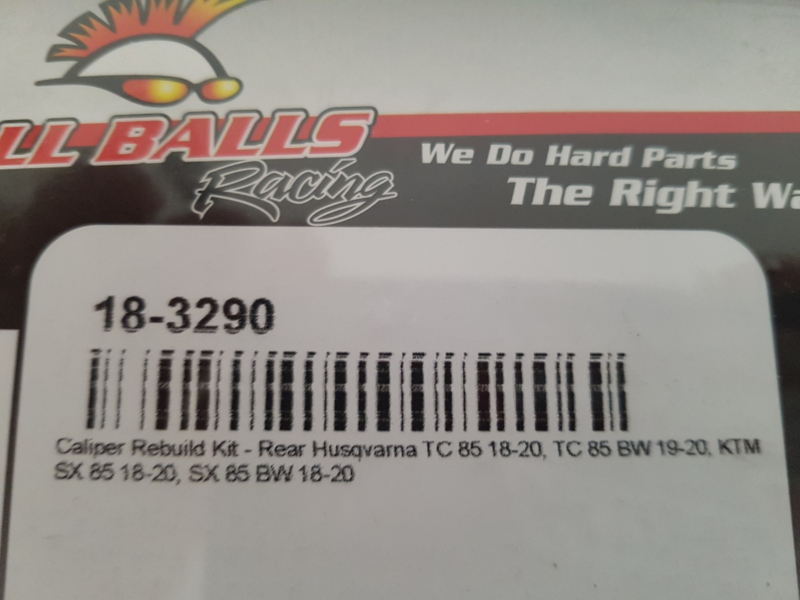 LL BALLS
Racing
We Do Hard Parts
The Right Wa
18-3290
Caliper Rebuild Kit - Rear Husqvarna TC 85 18-20, TC 85 BW 19-20, KTM
SX 85 18-20, SX 85 BW 18-20